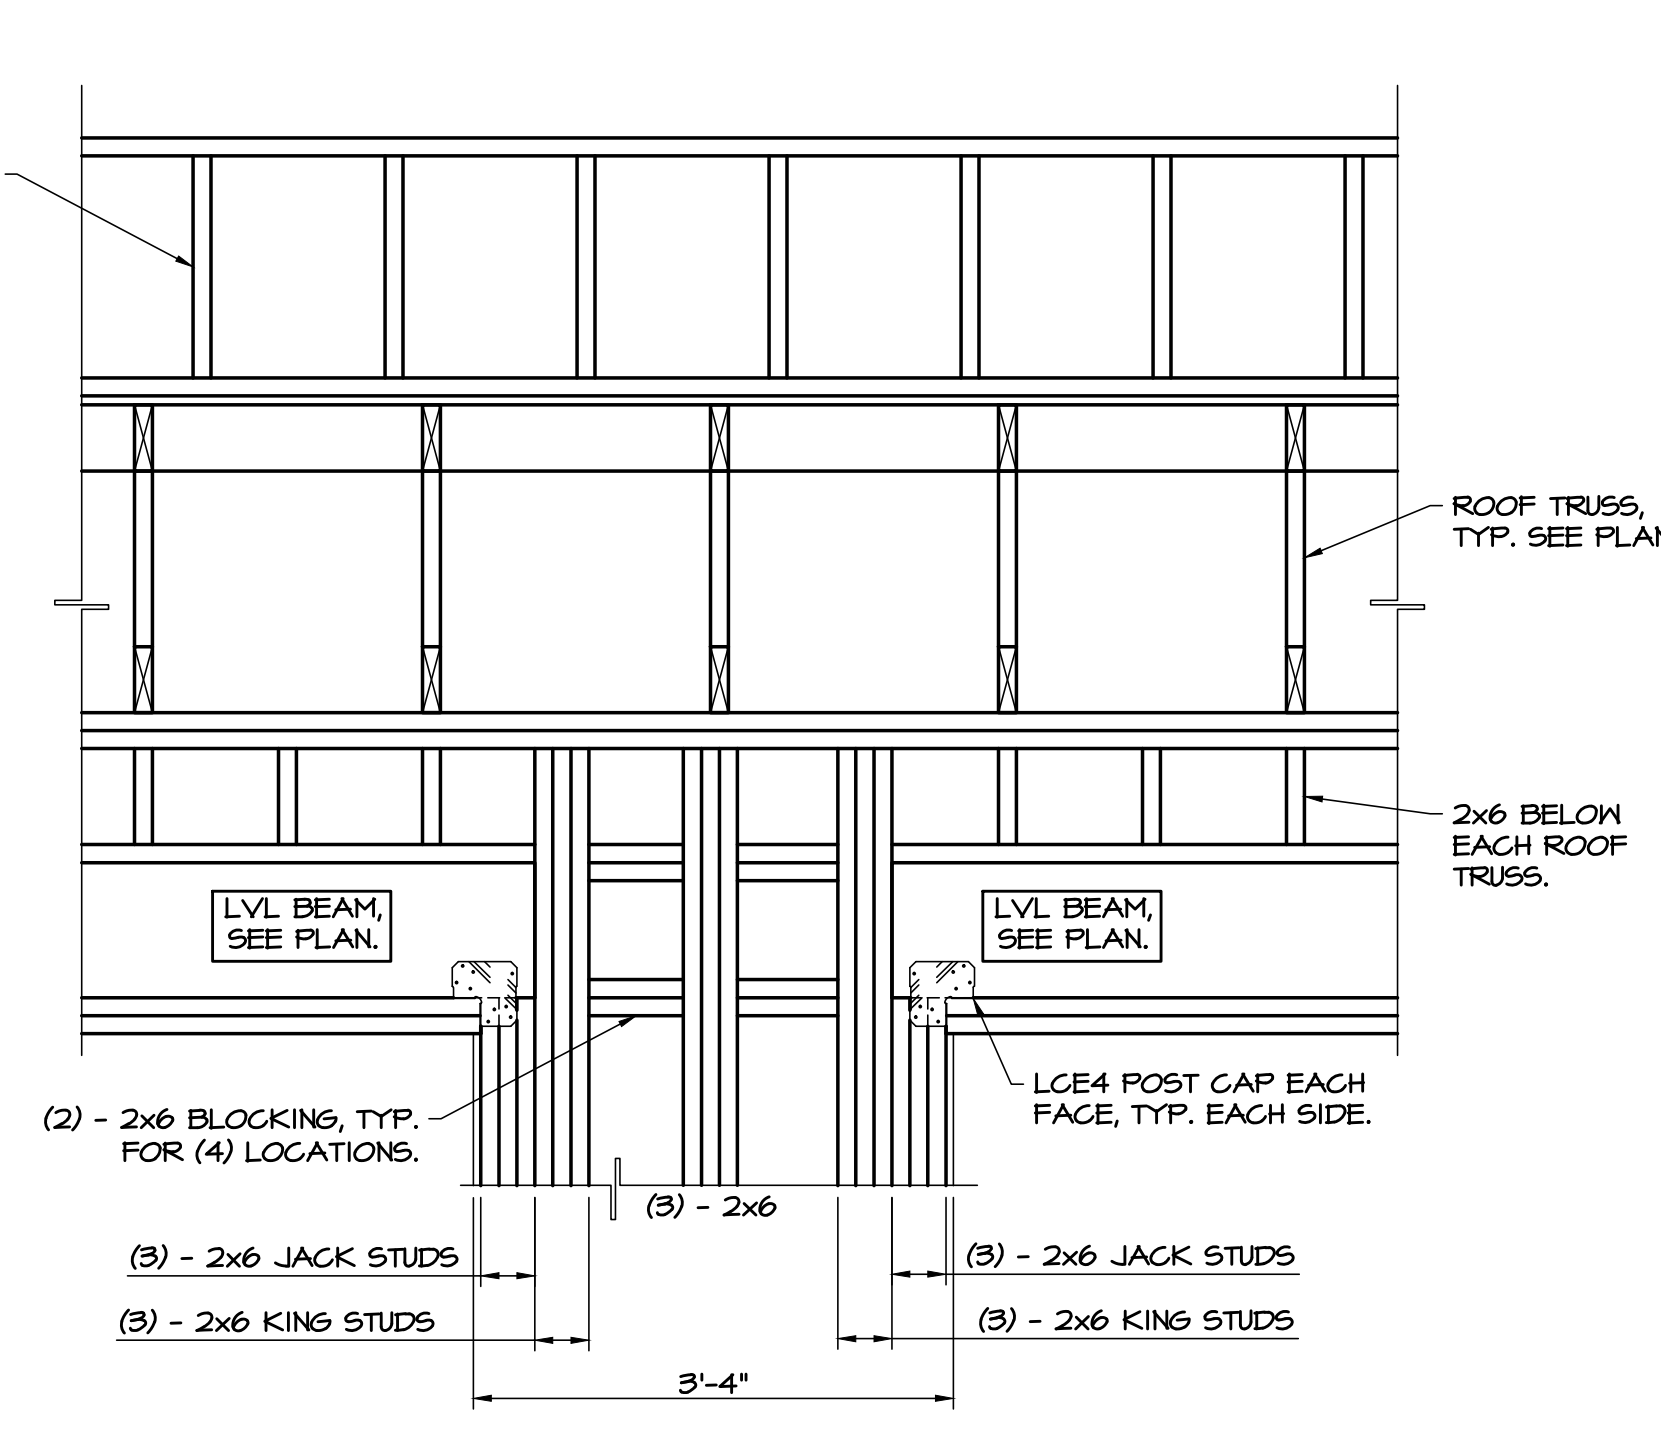 ROOF TRUSS,
TYP. SEE PLAN
2x6 BELOW
EACH ROOF
TRUSS.
LVL BEAM,
SEE PLAN.
LVL BEAM,
SEE PLAN.
LCE4 POST CAP EACH
FACE, TYP. EACH SIDE.
(2) - 2x6 BLOCKING, TYP.
FOR (4) LOCATIONS.
(3) - 2x6
(3) - 2x6 JACK STUDS
(3) - 2x6 JACK STUDS
(3) - 2x6 KING STUDS
(3) - 2x6 KING STUDS
3'-4"